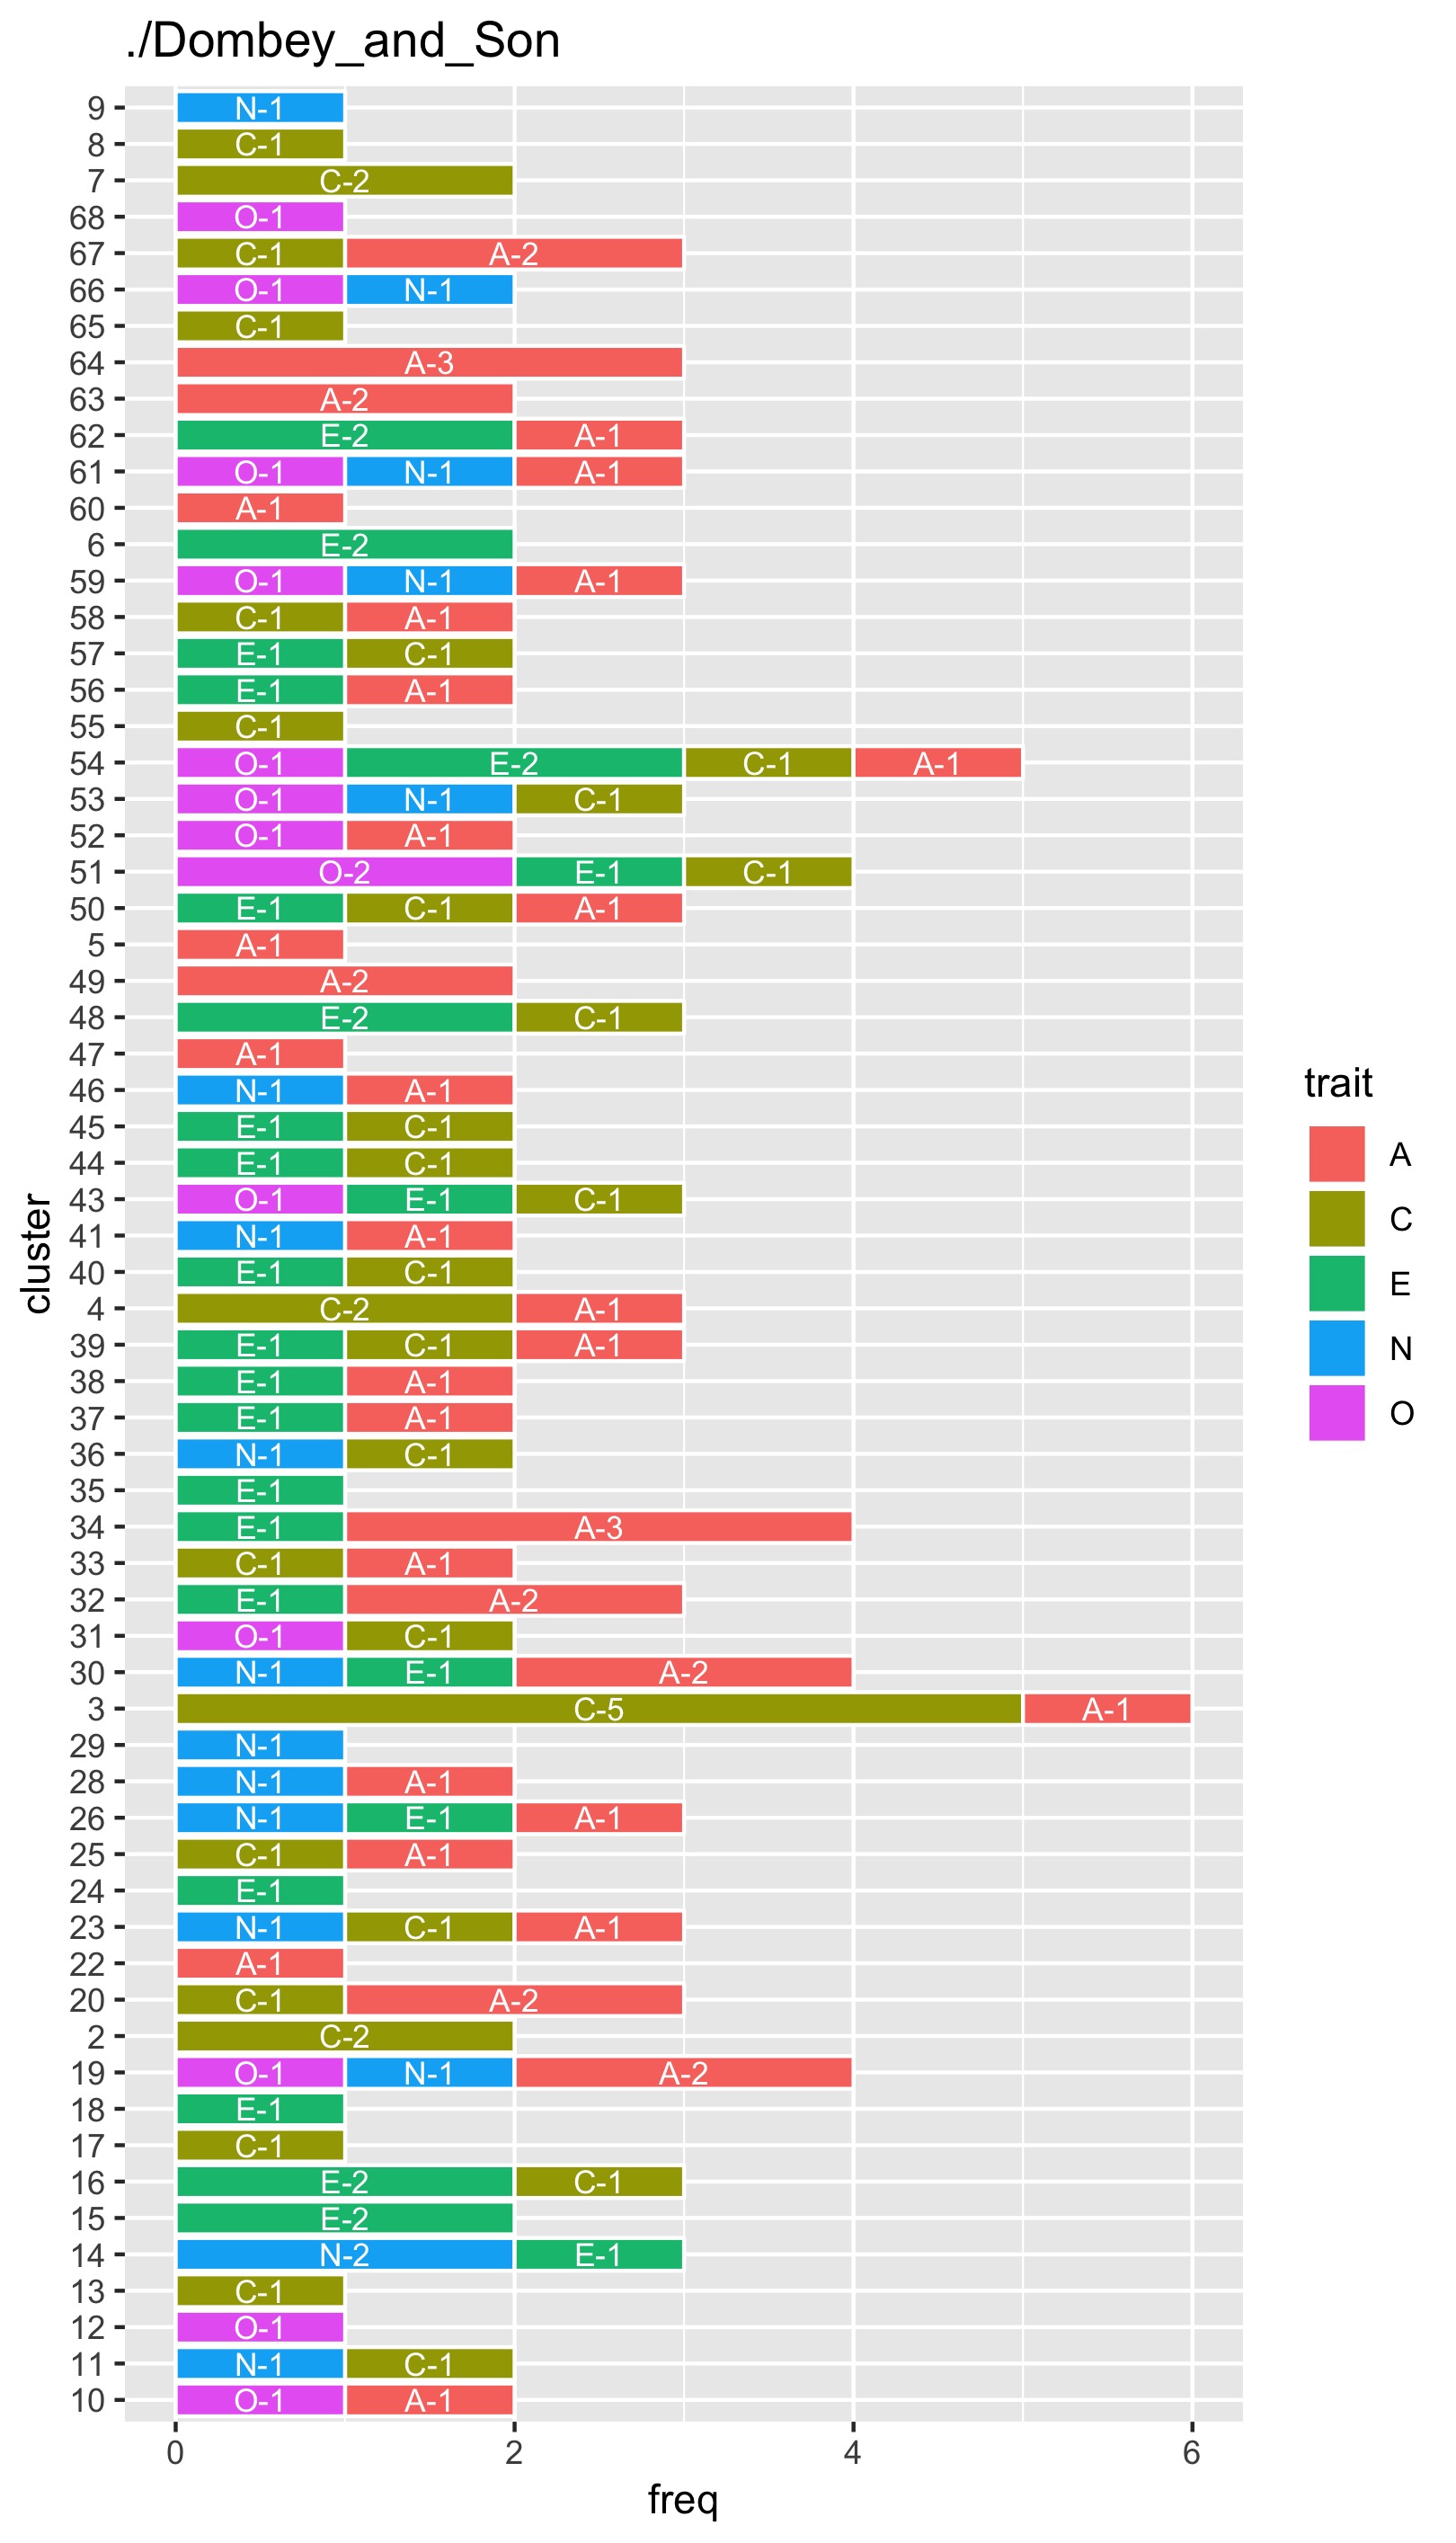 ./Dombey_and_Son
9 N-1
8 C-1
7 C-2
68 O-1
67 C-1 A-2
66 O-1 N-1
65 C-1
64 A-3
63 A-2
62 E-2 A-1
61 O-1 N-1 A-1
60 A-1
6 E-2
59 O-1 N-1 A-1
58 C-1 A-1
57 E-1 C-1
56 E-1 A-1
55 C-1
54 O-1 E-2 C-1 A-1
53 O-1 N-1 C-1
52 O-1 A-1
51 O-2 E-1 C-1
50 E-1 C-1 A-1
5 A-1
49 A-2
48 E-2 C-1
47 A-1
46 N-1 A-1
45 E-1 C-1
44 E-1 C-1
43 O-1 E-1 C-1
41 N-1 A-1
40 E-1 C-1
4 C-2 A-1
39 E-1 C-1 A-1
38 E-1 A-1
37 E-1 A-1
36 N-1 C-1
35 E-1
34 E-1 A-3
33 C-1 A-1
32 E-1 A-2
31 O-1 C-1
30 N-1 E-1 A-2
3 C-5 A-1
29 N-1
28 N-1 A-1
26 N-1 E-1 A-1
25 C-1 A-1
24 E-1
23 N-1 C-1 A-1
22 A-1
20 C-1 A-2
2 C-2
19 O-1 N-1 A-2
18 E-1
17 C-1
16 E-2 C-1
15 E-2
14 N-2 E-1
13 C-1
12 O-1
11 N-1 C-1
10 O-1 A-1
0 2 4 6
freq
cluster
trait
A
C
E
N
O